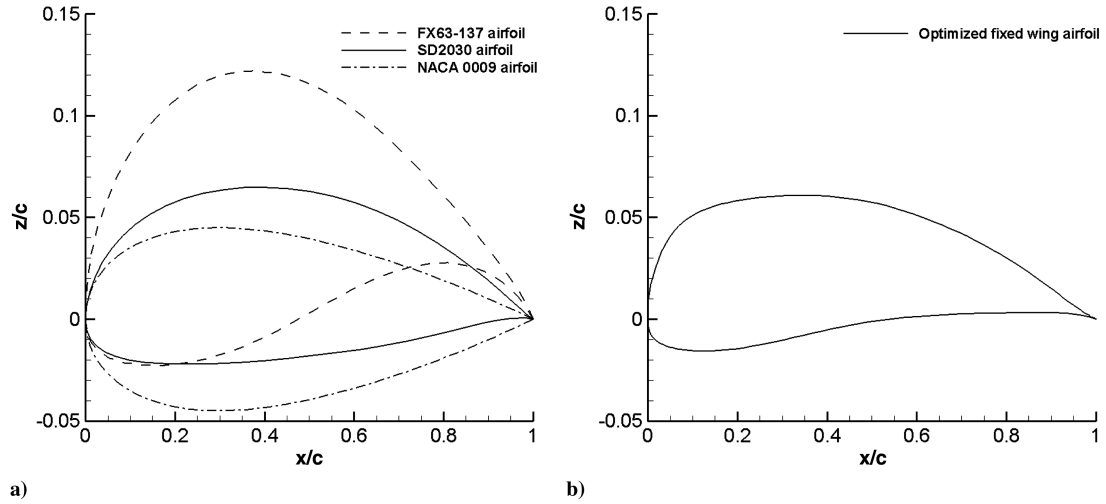 0.15
0.1
0.05
0
-0.05
z/c
0 0.2 0.4 0.6 0.8 1
x/c
FX63-137 airfoil
SD2030 airfoil
NACA 0009 airfoil
a)
0.15
0.1
0.05
0
-0.05
z/c
0 0.2 0.4 0.6 0.8 1
x/c
Optimized fixed wing airfoil
b)